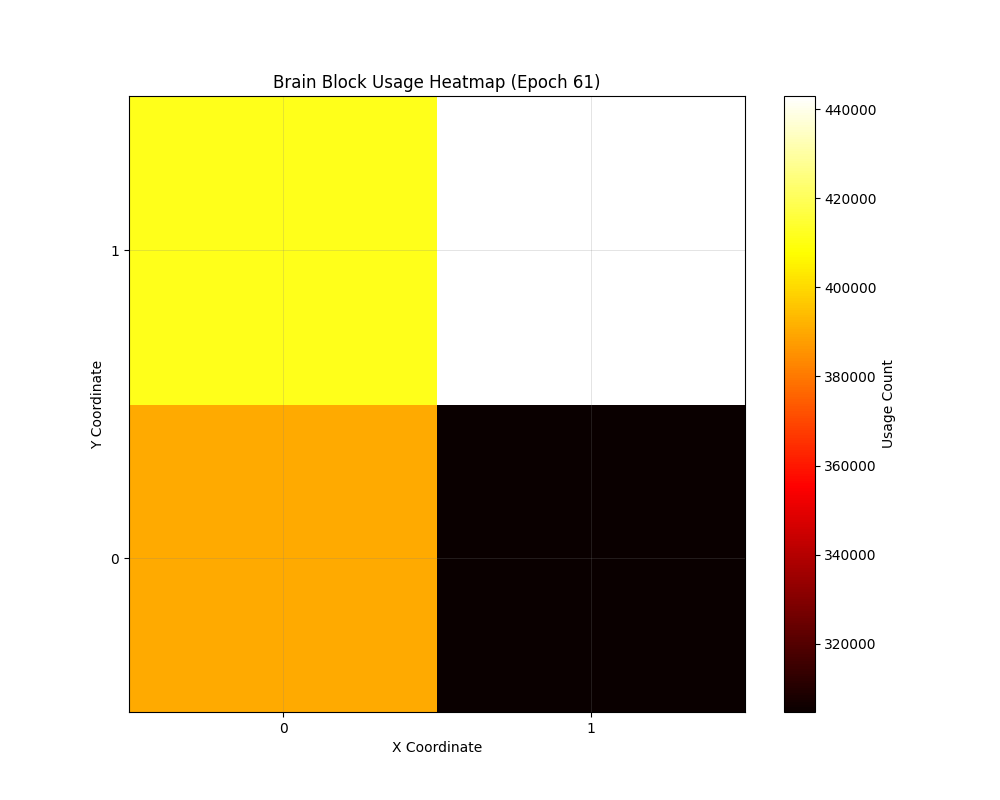 Brain Block Usage Heatmap (Epoch 61)
440000
420000
400000
380000
360000
340000
320000
Usage Count
1
0
Y Coordinate
0 1
X Coordinate